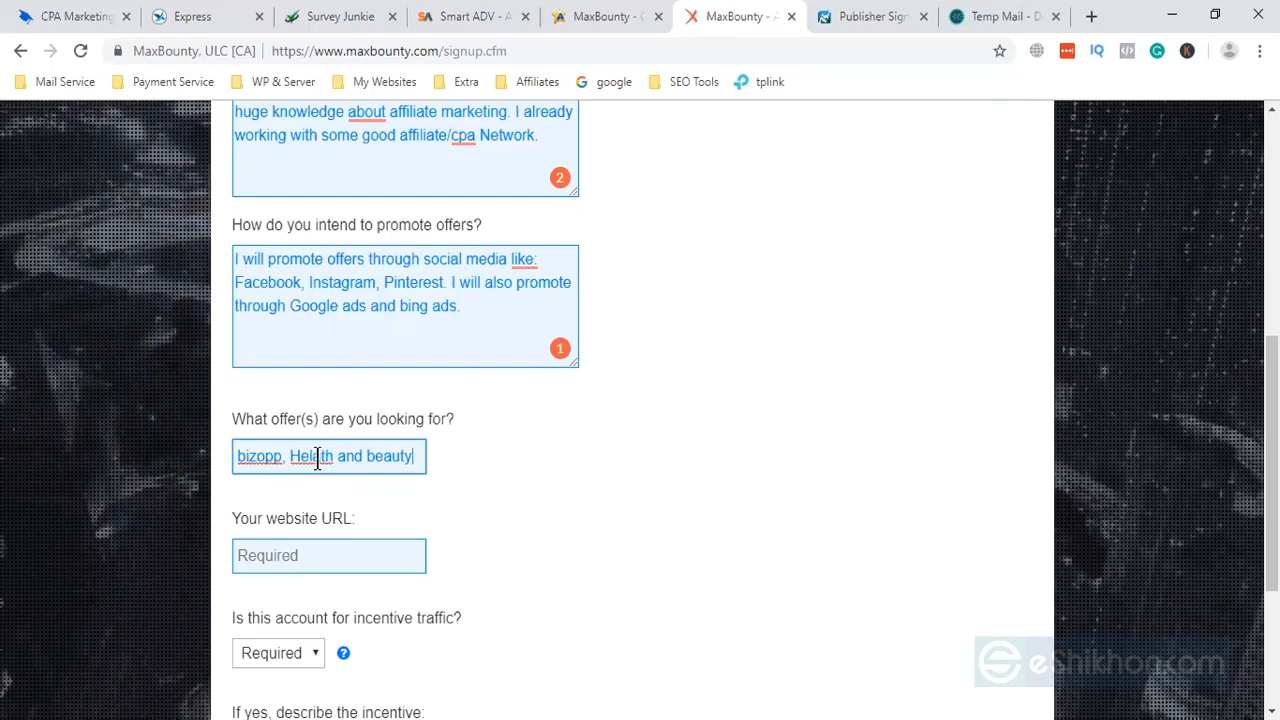 CPA Marketing
Express
Survey Junkie
Smart ADV - A
MaxBounty - C
MaxBounty - A
Publisher Sig
Temp Mail - D
MaxBounty, ULC [CA] https://www.maxbounty.com/signup.cfm
IQ
K
Mail Service
Payment Service
WP & Server
My Websites
Extra
Affiliates
google
SEO Tools
tplink
huge knowledge about affiliate marketing. I already
working with some good affiliate/cpa Network.
2
How do you intend to promote offers?
I will promote offers through social media like:
Facebook, Instagram, Pinterest. I will also promote
through Google ads and bing ads.
1
What offer(s) are you looking for?
bizopp, Helath and beauty
Your website URL:
Required
Is this account for incentive traffic?
Required
?
eShikhon.com
If yes, describe the incentive: